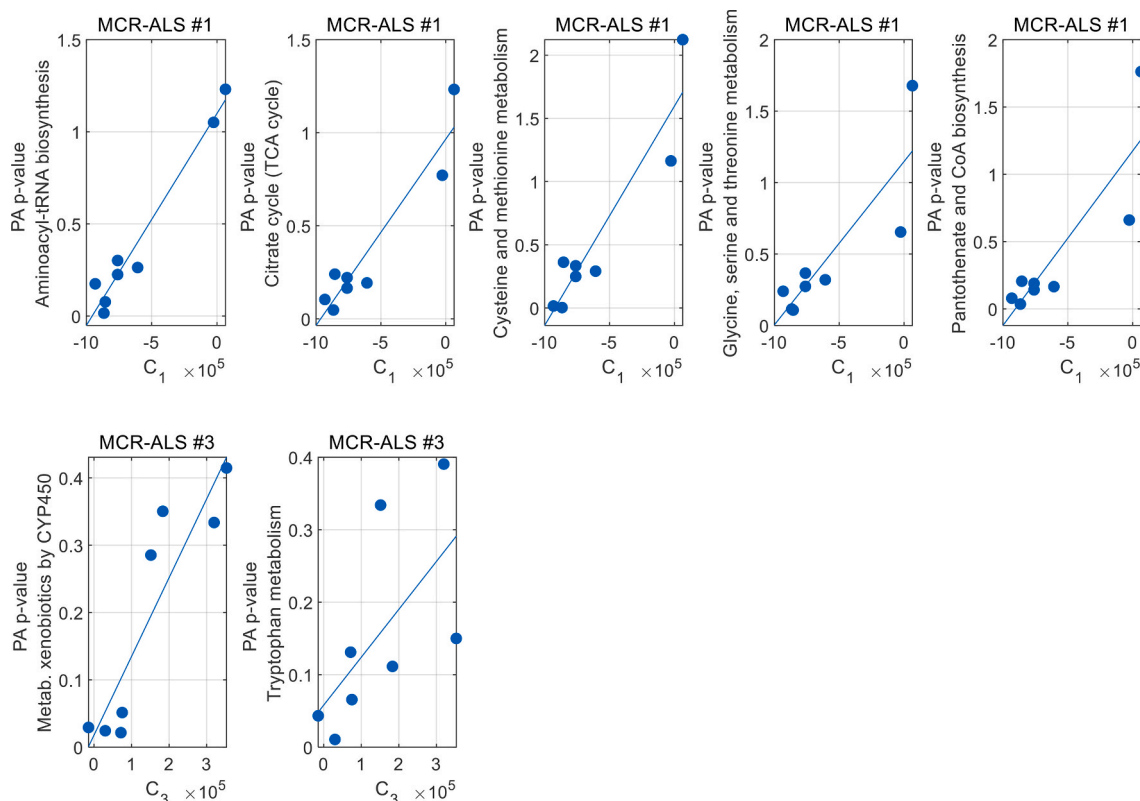 MCR-ALS #1
PA p-value
Aminoacyl-tRNA biosynthesis
1.5
1
0.5
0
-10
-5
0
C1 ×10^5
MCR-ALS #1
PA p-value
Citrate cycle (TCA cycle)
1.5
1
0.5
0
-10
-5
0
C1 ×10^5
MCR-ALS #1
PA p-value
Cysteine and methionine metabolism
2
1.5
1
0.5
0
-10
-5
0
C1 ×10^5
MCR-ALS #1
PA p-value
Glycine, serine and threonine metabolism
2
1.5
1
0.5
0
-10
-5
0
C1 ×10^5
MCR-ALS #1
PA p-value
Pantothenate and CoA biosynthesis
2
1.5
1
0.5
0
-10
-5
0
C1 ×10^5
MCR-ALS #3
PA p-value
Metab. xenobiotics by CYP450
0.4
0.3
0.2
0.1
0
0
1
2
3
C3 ×10^5
MCR-ALS #3
PA p-value
Tryptophan metabolism
0.4
0.3
0.2
0.1
0
0
1
2
3
C3 ×10^5